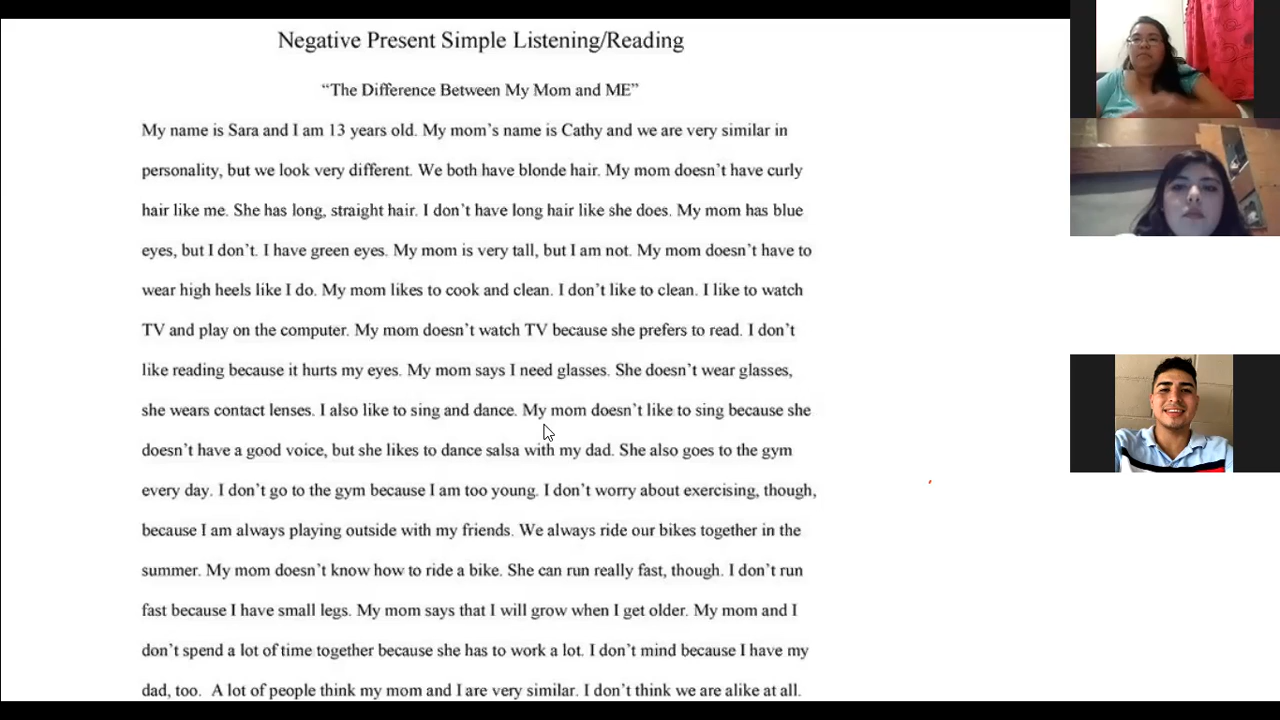 Negative Present Simple Listening/Reading
“The Difference Between My Mom and ME”
My name is Sara and I am 13 years old. My mom’s name is Cathy and we are very similar in
personality, but we look very different. We both have blonde hair. My mom doesn’t have curly
hair like me. She has long, straight hair. I don’t have long hair like she does. My mom has blue
eyes, but I don’t. I have green eyes. My mom is very tall, but I am not. My mom doesn’t have to
wear high heels like I do. My mom likes to cook and clean. I don’t like to clean. I like to watch
TV and play on the computer. My mom doesn’t watch TV because she prefers to read. I don’t
like reading because it hurts my eyes. My mom says I need glasses. She doesn’t wear glasses,
she wears contact lenses. I also like to sing and dance. My mom doesn’t like to sing because she
doesn’t have a good voice, but she likes to dance salsa with my dad. She also goes to the gym
every day. I don’t go to the gym because I am too young. I don’t worry about exercising, though,
because I am always playing outside with my friends. We always ride our bikes together in the
summer. My mom doesn’t know how to ride a bike. She can run really fast, though. I don’t run
fast because I have small legs. My mom says that I will grow when I get older. My mom and I
don’t spend a lot of time together because she has to work a lot. I don’t mind because I have my
dad, too. A lot of people think my mom and I are very similar. I don’t think we are alike at all.